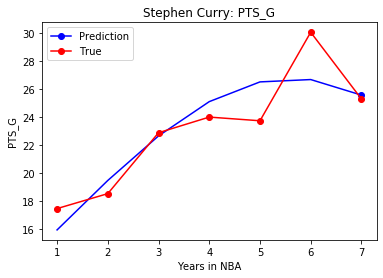 Stephen Curry: PTS_G
Prediction
True
PTS_G
30
28
26
24
22
20
18
16
1 2 3 4 5 6 7
Years in NBA